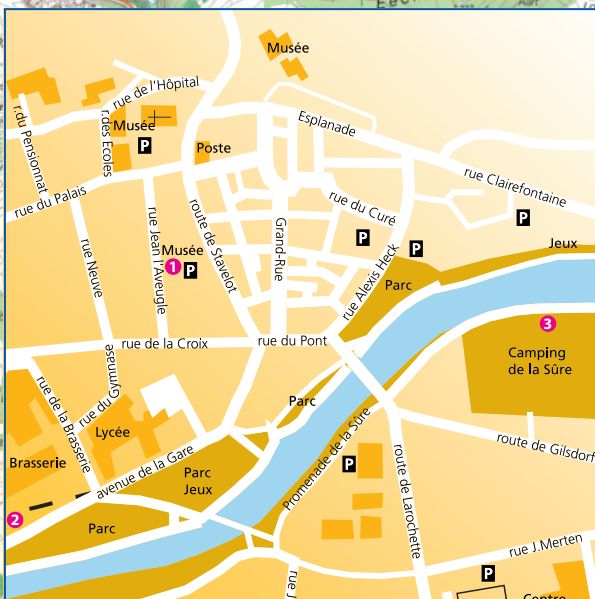 Musée
rue de l'Hôpital
r.du Pensionnat
r.des Ecoles
Musée
P
Poste
Esplanade
rue Clairefontaine
rue du Palais
rue Neuve
rue Jean l'Aveugle
Musée
1
P
route de Stavelot
Grand-Rue
rue du Curé
P
P
P
rue Alexis Heck
Jeux
Parc
rue de la Croix
rue du Pont
3
Camping
de la Sûre
rue de la Brasserie
rue du Gymnase
Lycée
Parc
Brasserie
avenue de la Gare
Parc
Jeux
Promenade de la Sûre
P
route de Larochette
route de Gilsdorf
2
Parc
rue J.Merten
P